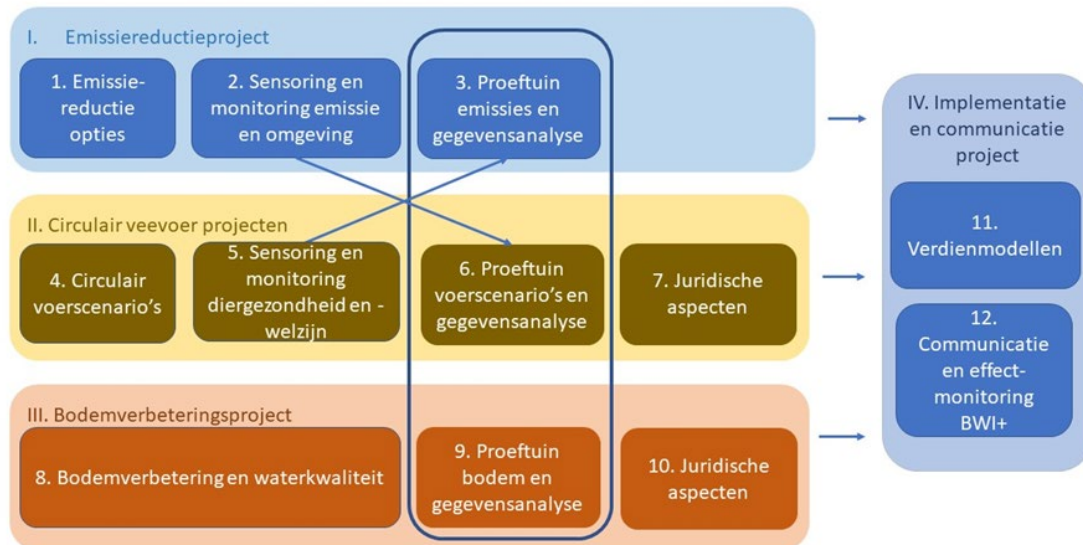 I. Emissiereductieproject
1. Emissie-
reductie
opties
2. Sensoring en
monitoring emissie
en omgeving
3. Proeftuin
emissies en
gegevensanalyse
II. Circulair veevoer projecten
4. Circulair
voerscenario's
5. Sensoring en
monitoring
diergezondheid en -
welzijn
6. Proeftuin
voerscenario's en
gegevensanalyse
7. Juridische
aspecten
III. Bodemverbeteringsproject
8. Bodemverbetering en waterkwaliteit
9. Proeftuin
bodem en
gegevensanalyse
10. Juridische
aspecten
IV. Implementatie
en communicatie
project
11.
Verdienmodellen
12.
Communicatie
en effect-
monitoring
BWI+